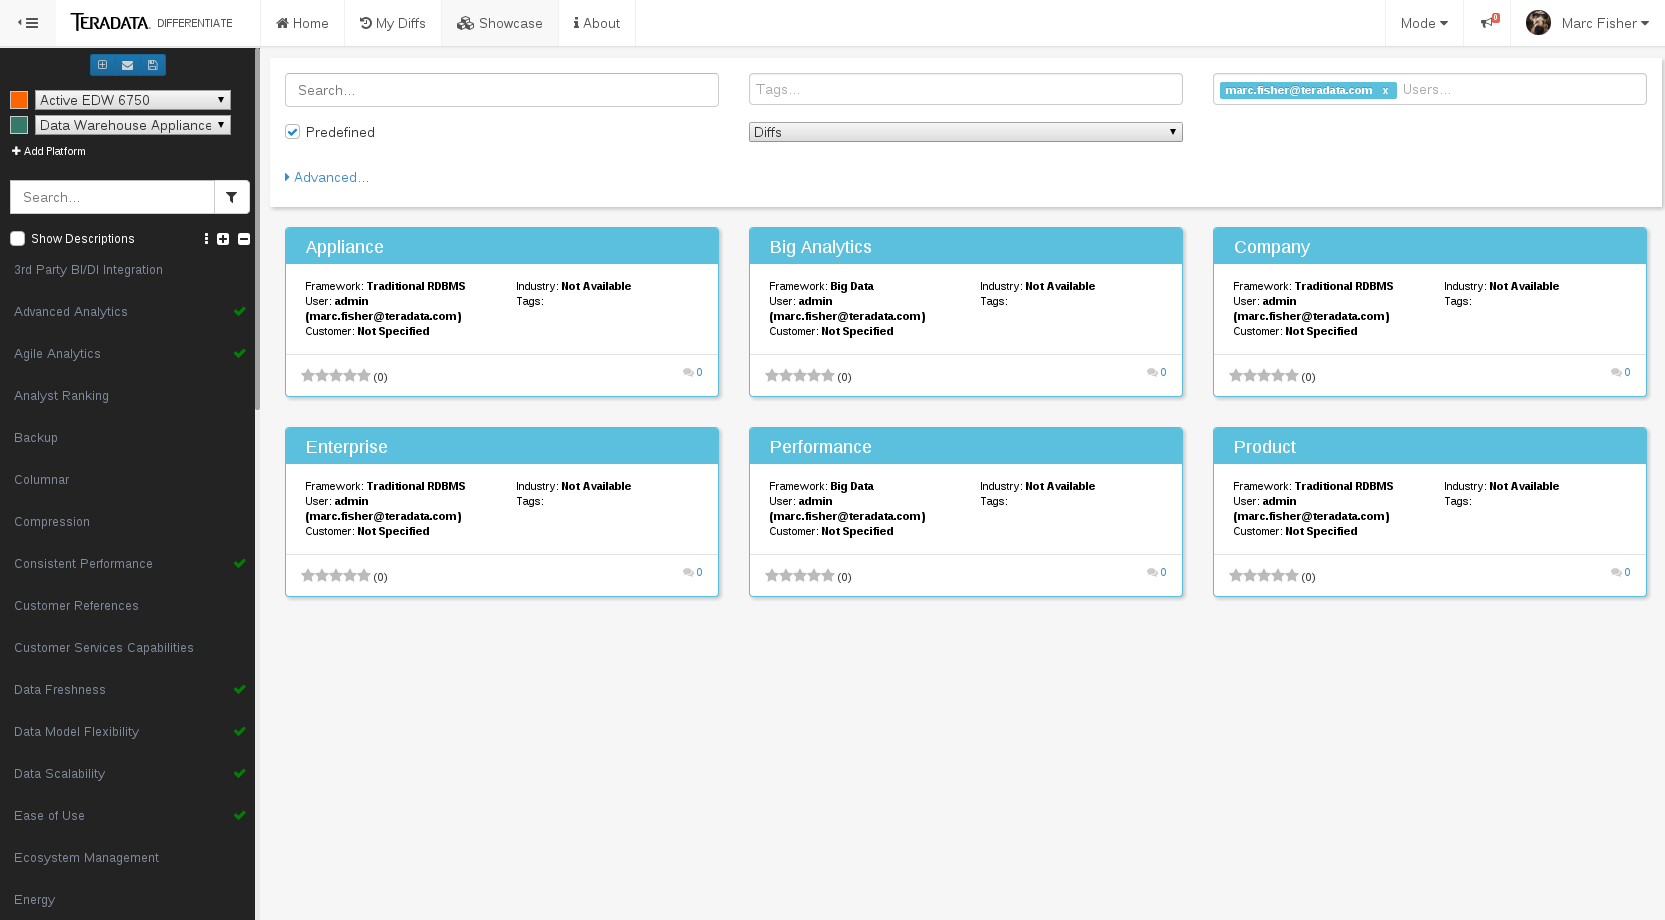 TERADATA. DIFFERENTIATE
Home
My Diffs
Showcase
About
Mode
0
Marc Fisher
Active EDW 6750
Data Warehouse Appliance
Add Platform
Search...
Show Descriptions
3rd Party BI/DI Integration
Advanced Analytics
Agile Analytics
Analyst Ranking
Backup
Columnar
Compression
Consistent Performance
Customer References
Customer Services Capabilities
Data Freshness
Data Model Flexibility
Data Scalability
Ease of Use
Ecosystem Management
Energy
Search...
Tags...
marc.fisher@teradata.com x Users...
Predefined
Diffs
Advanced...
Appliance
Framework: Traditional RDBMS
User: admin
(marc.fisher@teradata.com)
Customer: Not Specified
Industry: Not Available
Tags:
(0)
0
Big Analytics
Framework: Big Data
User: admin
(marc.fisher@teradata.com)
Customer: Not Specified
Industry: Not Available
Tags:
(0)
0
Company
Framework: Traditional RDBMS
User: admin
(marc.fisher@teradata.com)
Customer: Not Specified
Industry: Not Available
Tags:
(0)
0
Enterprise
Framework: Traditional RDBMS
User: admin
(marc.fisher@teradata.com)
Customer: Not Specified
Industry: Not Available
Tags:
(0)
0
Performance
Framework: Big Data
User: admin
(marc.fisher@teradata.com)
Customer: Not Specified
Industry: Not Available
Tags:
(0)
0
Product
Framework: Traditional RDBMS
User: admin
(marc.fisher@teradata.com)
Customer: Not Specified
Industry: Not Available
Tags:
(0)
0